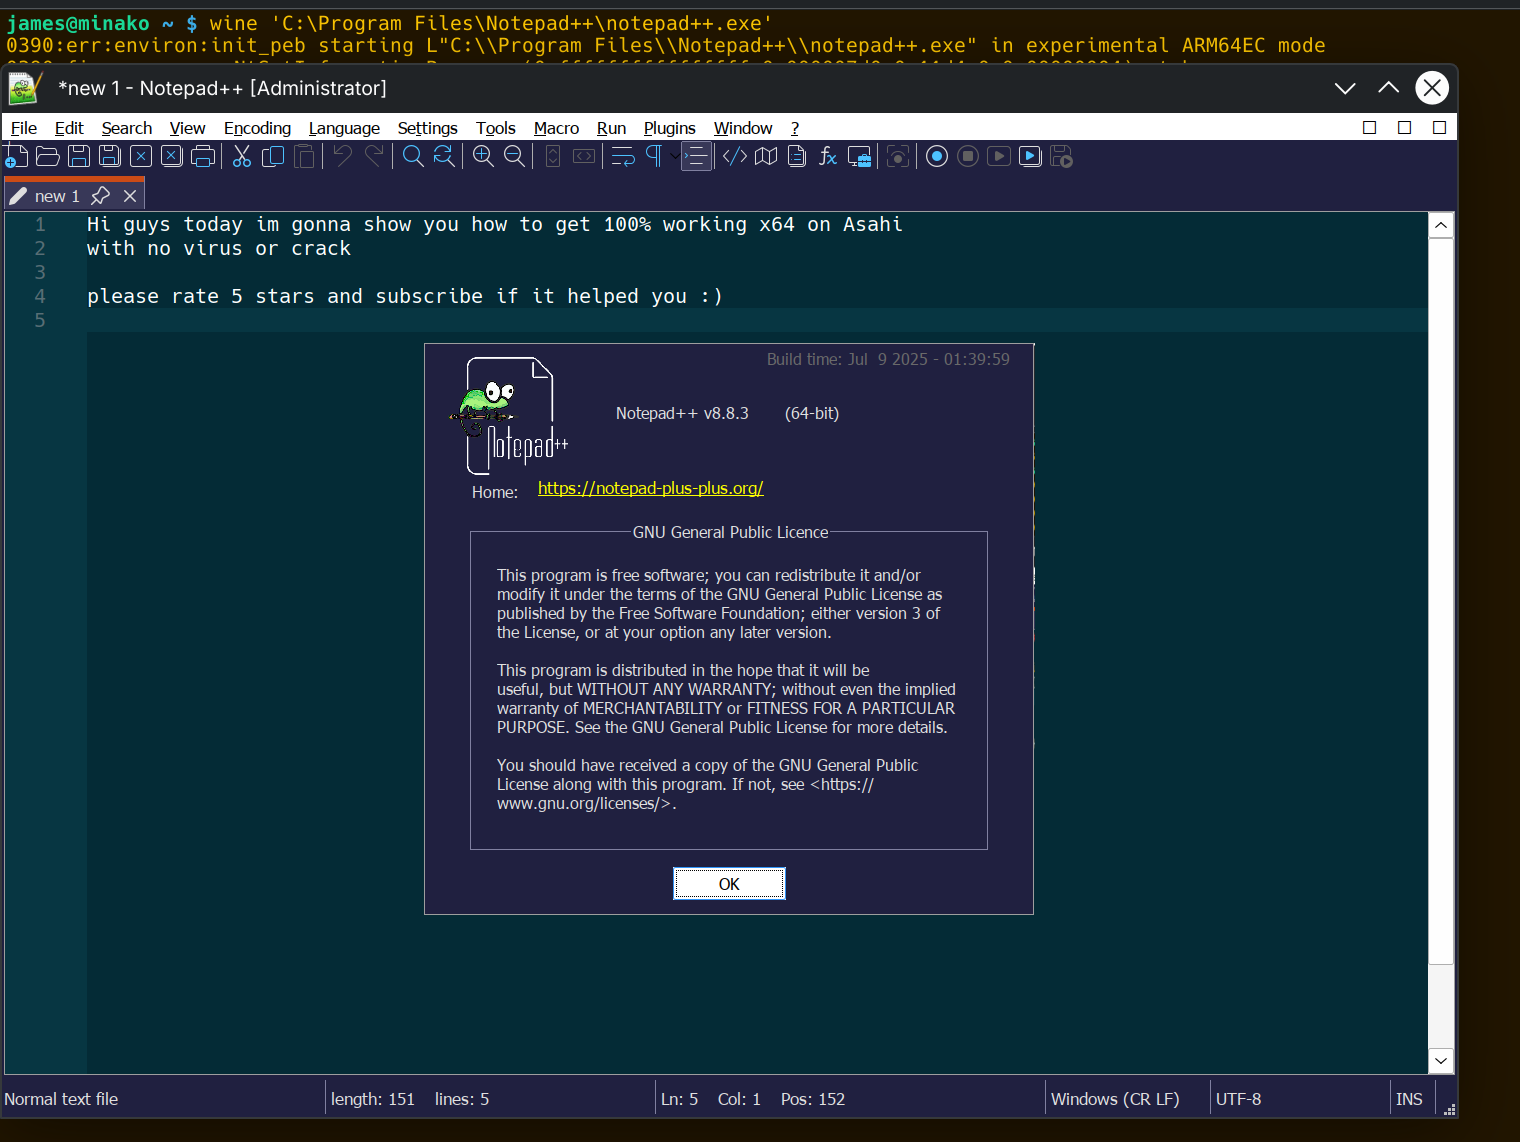 james@minako ~ $ wine 'C:\Program Files\Notepad++\notepad++.exe'
0390:err:environ:init_peb starting L"C:\\Program Files\\Notepad++\\notepad++.exe" in experimental ARM64EC mode
*new 1 - Notepad++ [Administrator]
File Edit Search View Encoding Language Settings Tools Macro Run Plugins Window ?
new 1
1 Hi guys today im gonna show you how to get 100% working x64 on Asahi
2 with no virus or crack
3
4 please rate 5 stars and subscribe if it helped you :)
5
Build time: Jul  9 2025 - 01:39:59
Notepad++ v8.8.3 (64-bit)
Notepad++
Home: https://notepad-plus-plus.org/
GNU General Public Licence
This program is free software; you can redistribute it and/or
modify it under the terms of the GNU General Public License as
published by the Free Software Foundation; either version 3 of
the License, or at your option any later version.
This program is distributed in the hope that it will be
useful, but WITHOUT ANY WARRANTY; without even the implied
warranty of MERCHANTABILITY or FITNESS FOR A PARTICULAR
PURPOSE. See the GNU General Public License for more details.
You should have received a copy of the GNU General Public
License along with this program. If not, see <https://
www.gnu.org/licenses/>.
OK
Normal text file length: 151 lines: 5 Ln: 5 Col: 1 Pos: 152 Windows (CR LF) UTF-8 INS